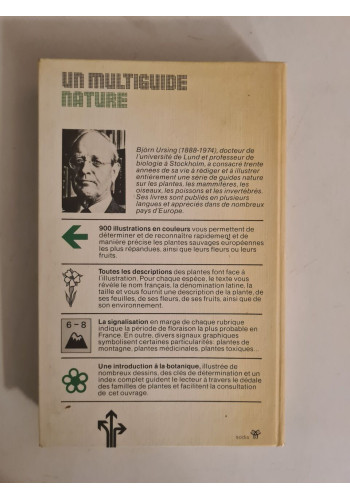 UN MULTIGUIDE
NATURE
Björn Ursing (1888-1974), docteur de
l'université de Lund et professeur de
biologie à Stockholm, a consacré trente
années de sa vie à rédiger et à illustrer
entièrement une série de guides nature
sur les plantes, les mammifères, les
oiseaux, les poissons et les invertébrés.
Ses livres sont publiés en plusieurs
langues et appréciés dans de nombreux
pays d'Europe.
900 illustrations en couleurs vous permettent de
déterminer et de reconnaître rapidement et de
manière précise les plantes sauvages européennes
les plus répandues, ainsi que leurs fleurs ou leurs
fruits.
Toutes les descriptions des plantes font face à
l'illustration. Pour chaque espèce, le texte vous
révèle le nom français, la dénomination latine, la
taille et vous fournit une description de la plante, de
ses feuilles, de ses fleurs, de ses fruits, ainsi que de
son environnement.
6-8
La signalisation en marge de chaque rubrique
indique la période de floraison la plus probable en
France. En outre, divers signaux graphiques
symbolisent certaines particularités: plantes de
montagne, plantes médicinales, plantes toxiques...
Une introduction à la botanique, illustrée de
nombreux dessins, des clés de détermination et un
index complet guident le lecteur à travers le dédale
des familles de plantes et facilitent la consultation
de cet ouvrage.